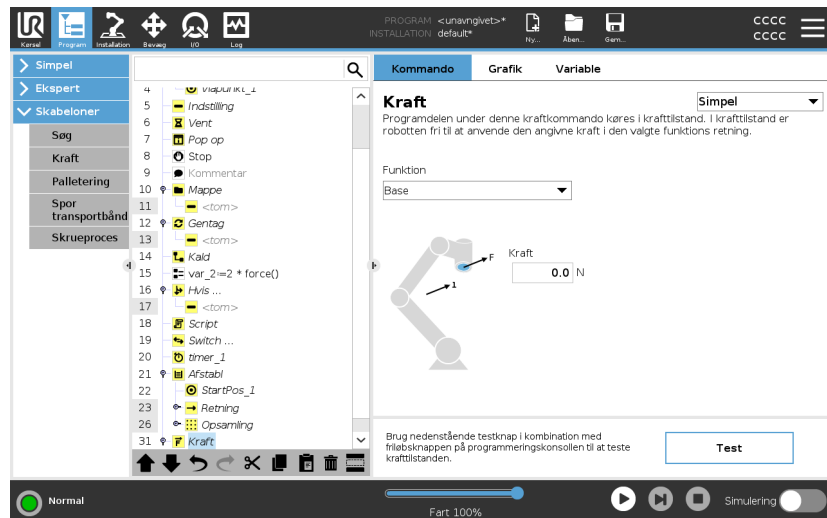 PROGRAM <unavngivet>*
INSTALLATION default*
CCCC
CCCC
Kørsel
Program
Installation
Bevæg
I/O
Log
Ny...
Åben...
Gem...
Simpel
Ekspert
Skabeloner
Søg
Kraft
Palletering
Spor
transportbånd
Skrueproces
4 Viapunkt_1
5 Indstilling
6 Vent
7 Pop op
8 Stop
9 Kommentar
10 Mappe
11 <tom>
12 Gentag
13 <tom>
14 Kald
15 var_2:=2 * force()
16 Hvis ...
17 <tom>
18 Script
19 Switch ...
20 timer_1
21 Afstabl
22 StartPos_1
23 Retning
26 Opsamling
31 Kraft
Kommando
Grafik
Variable
Kraft
Simpel
Programdelen under denne kraftkommando køres i krafttilstand. I krafttilstand er
robotten fri til at anvende den angivne kraft i den valgte funktions retning.
Funktion
Base
F
1
Kraft
0.0 N
Brug nedenstående testknap i kombination med
friløbsknappen på programmeringskonsollen til at teste
krafttilstanden.
Test
Normal
Fart 100%
Simulering